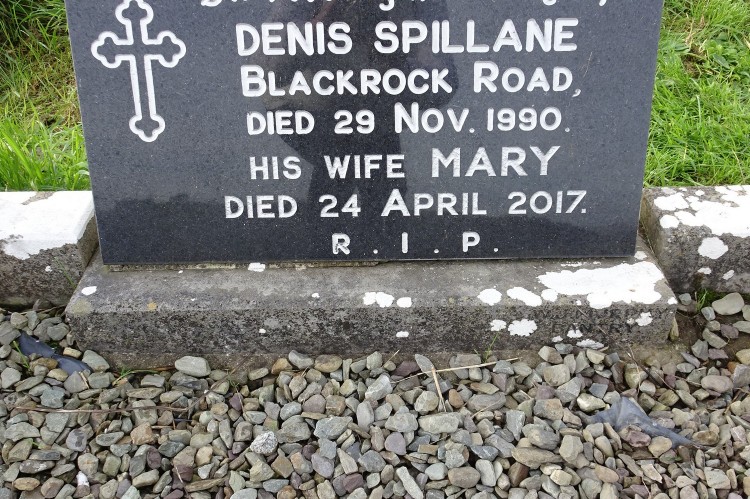 DENIS SPILLANE
BLACKROCK ROAD,
DIED 29 NOV. 1990.
HIS WIFE MARY
DIED 24 APRIL 2017.
R. I. P.